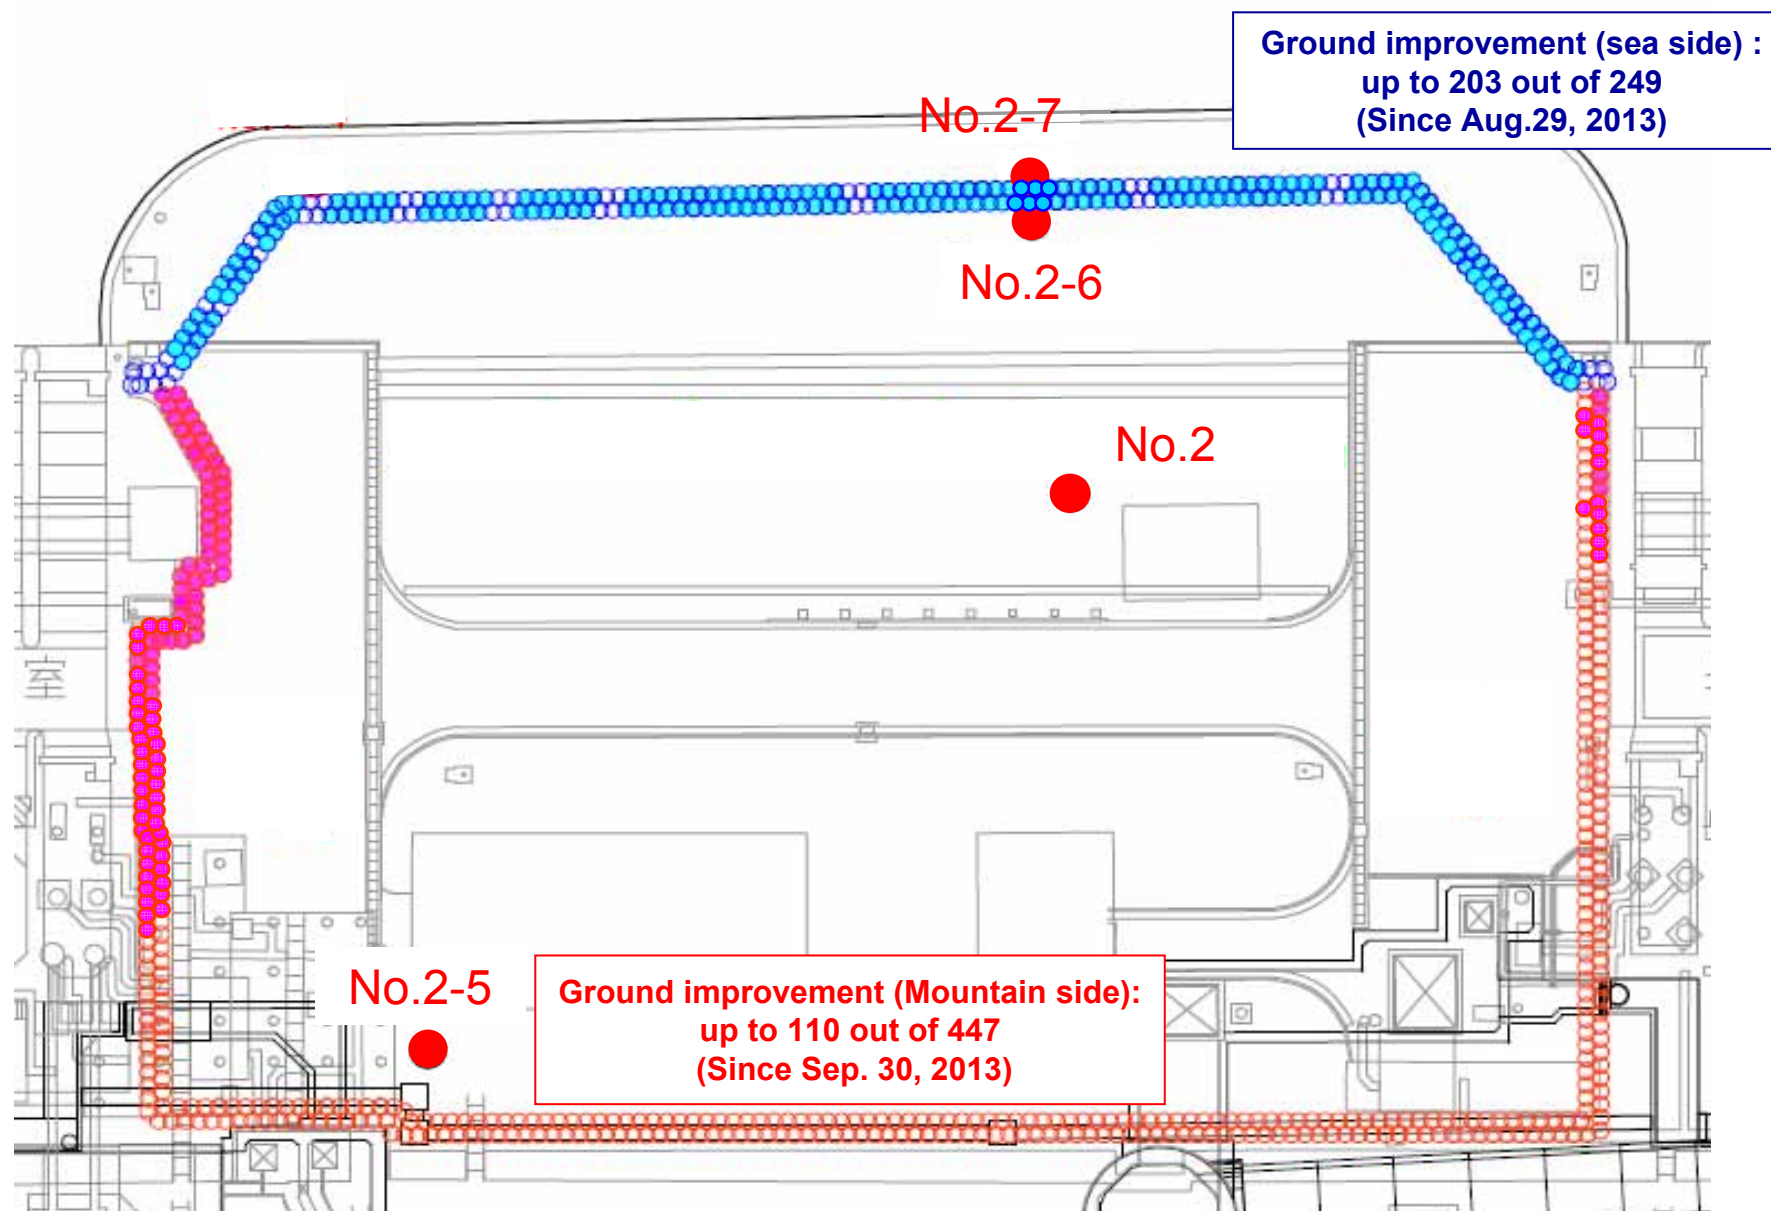 Ground improvement (sea side) :
up to 203 out of 249
(Since Aug.29, 2013)
No.2-7
No.2-6
No.2
室
No.2-5
Ground improvement (Mountain side):
up to 110 out of 447
(Since Sep. 30, 2013)